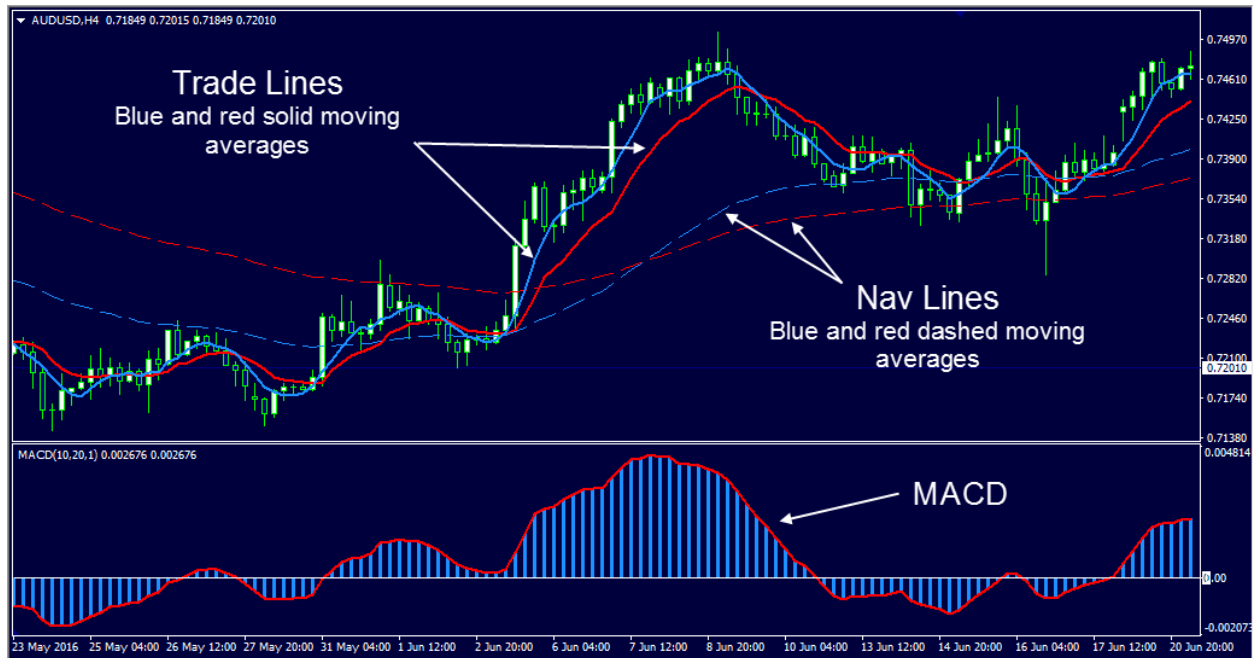 AUDUSD,H4 0.71849 0.72015 0.71849 0.72010
Trade Lines
Blue and red solid moving
averages
Nav Lines
Blue and red dashed moving
averages
0.74970
0.74610
0.74250
0.73900
0.73540
0.73180
0.72820
0.72460
0.72100
0.72010
0.71740
0.71380
MACD(10,20,1) 0.002676 0.002676
MACD
0.004814
0.00
-0.002073
23 May 2016 25 May 04:00 26 May 12:00 27 May 20:00 31 May 04:00 1 Jun 12:00 2 Jun 20:00 6 Jun 04:00 7 Jun 12:00 8 Jun 20:00 10 Jun 04:00 13 Jun 12:00 14 Jun 20:00 16 Jun 04:00 17 Jun 12:00 20 Jun 20:00